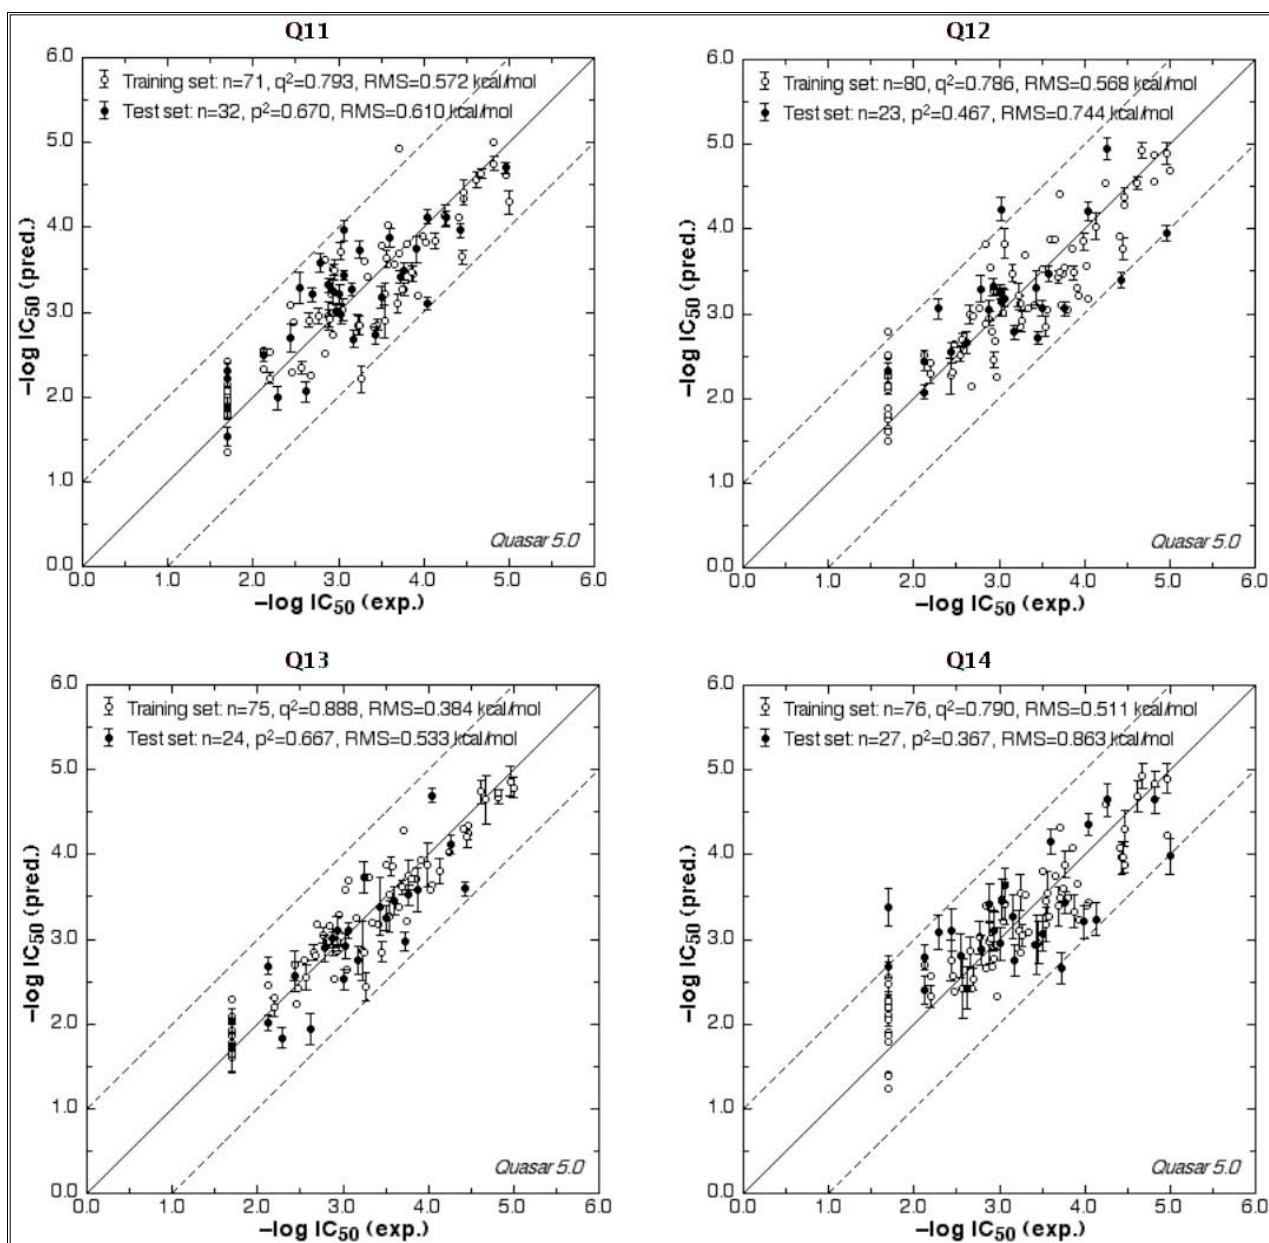 Q11
6.0
Training set: n=71, q²=0.793, RMS=0.572 kcal/mol
Test set: n=32, p²=0.670, RMS=0.610 kcal/mol
5.0
4.0
3.0
2.0
1.0
0.0
–log IC50 (pred.)
Quasar 5.0
0.0 1.0 2.0 3.0 4.0 5.0 6.0
–log IC50 (exp.)
Q12
6.0
Training set: n=80, q²=0.786, RMS=0.568 kcal/mol
Test set: n=23, p²=0.467, RMS=0.744 kcal/mol
5.0
4.0
3.0
2.0
1.0
0.0
–log IC50 (pred.)
Quasar 5.0
0.0 1.0 2.0 3.0 4.0 5.0 6.0
–log IC50 (exp.)
Q13
6.0
Training set: n=75, q²=0.888, RMS=0.384 kcal/mol
Test set: n=24, p²=0.667, RMS=0.533 kcal/mol
5.0
4.0
3.0
2.0
1.0
0.0
–log IC50 (pred.)
Quasar 5.0
0.0 1.0 2.0 3.0 4.0 5.0 6.0
–log IC50 (exp.)
Q14
6.0
Training set: n=76, q²=0.790, RMS=0.511 kcal/mol
Test set: n=27, p²=0.367, RMS=0.863 kcal/mol
5.0
4.0
3.0
2.0
1.0
0.0
–log IC50 (pred.)
Quasar 5.0
0.0 1.0 2.0 3.0 4.0 5.0 6.0
–log IC50 (exp.)